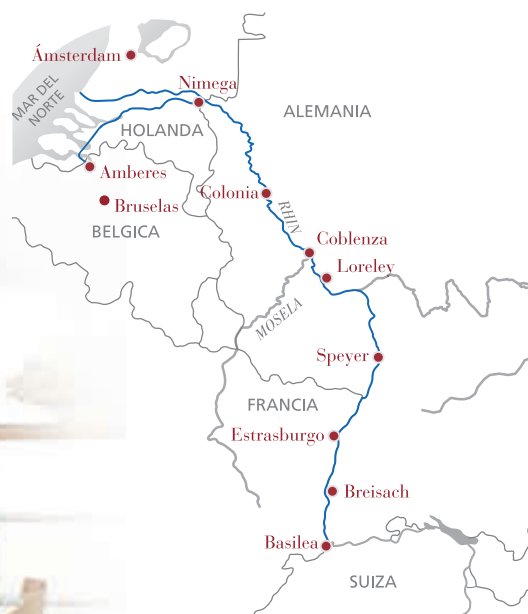 Ámsterdam
MAR DEL
NORTE
Nimega
ALEMANIA
HOLANDA
Amberes
Colonia
RHIN
Bruselas
BELGICA
Coblenza
Loreley
MOSELA
Speyer
FRANCIA
Estrasburgo
Breisach
Basilea
SUIZA